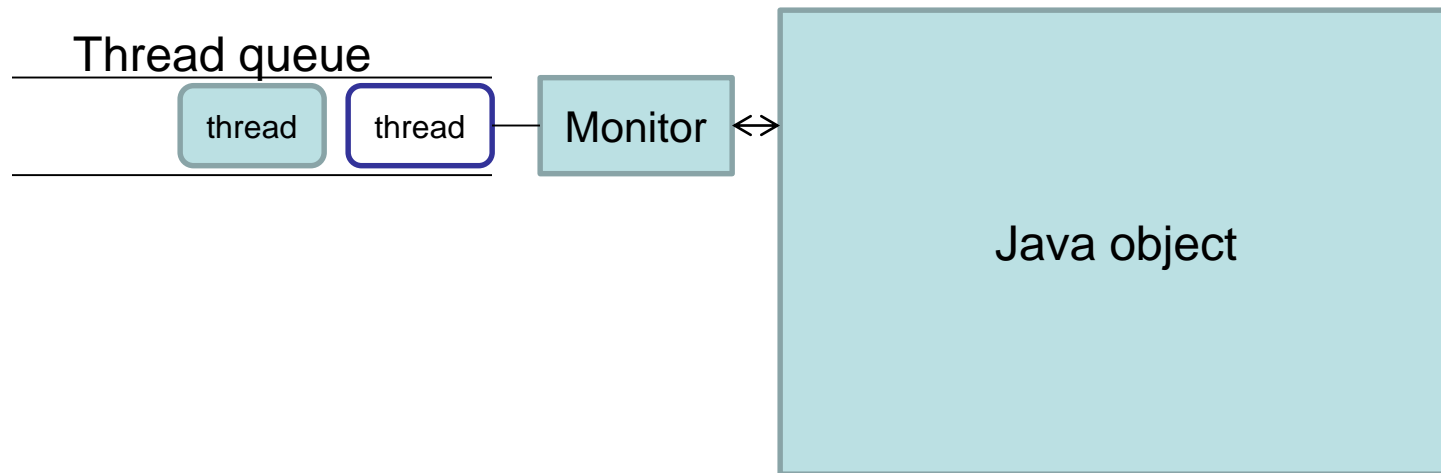 Thread queue
thread
thread
Monitor
Java object